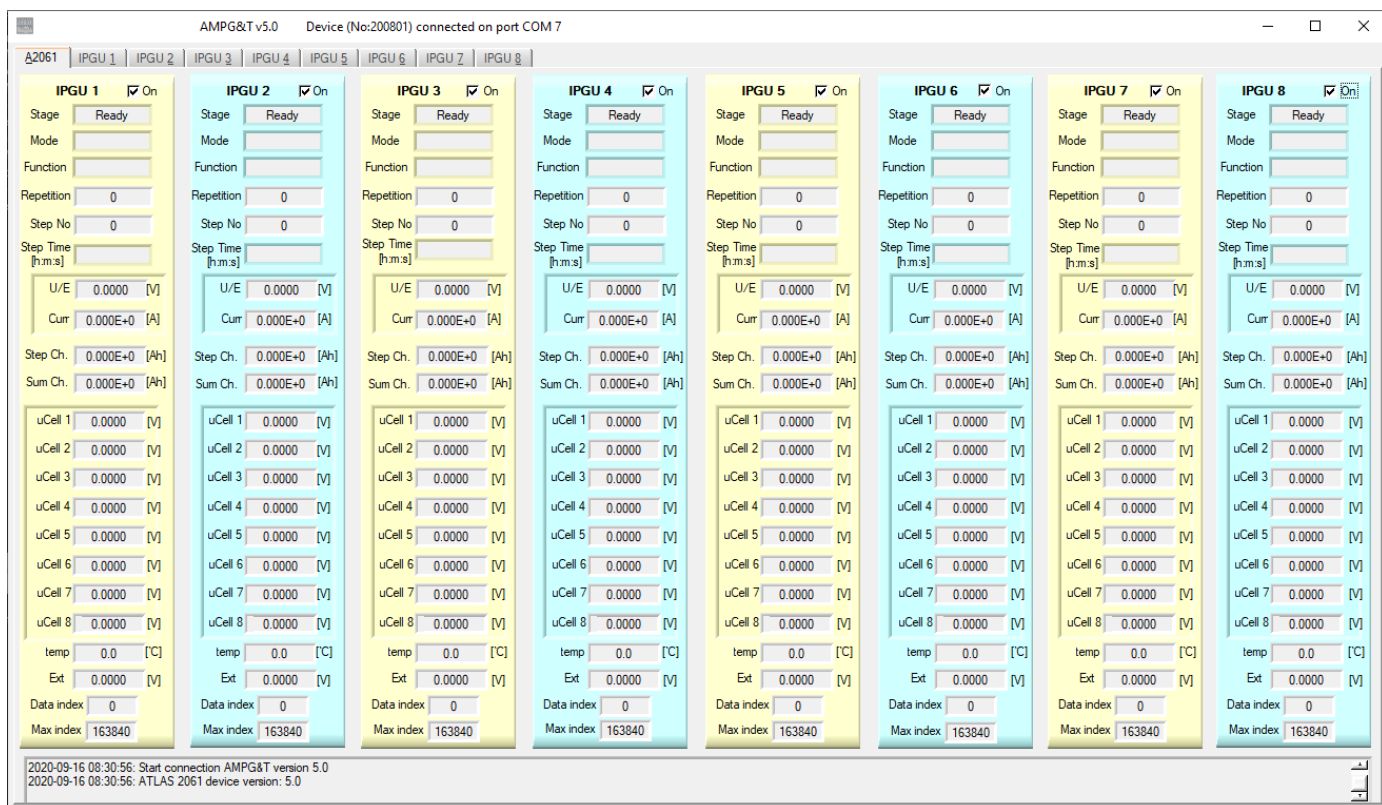 AMPG&T v5.0 Device (No:200801) connected on port COM 7
A2061 IPGU 1 IPGU 2 IPGU 3 IPGU 4 IPGU 5 IPGU 6 IPGU 7 IPGU 8
IPGU 1 On IPGU 2 On IPGU 3 On IPGU 4 On IPGU 5 On IPGU 6 On IPGU 7 On IPGU 8 On
Stage Ready Stage Ready Stage Ready Stage Ready Stage Ready Stage Ready Stage Ready Stage Ready
Mode Mode Mode Mode Mode Mode Mode Mode
Function Function Function Function Function Function Function Function
Repetition 0 Repetition 0 Repetition 0 Repetition 0 Repetition 0 Repetition 0 Repetition 0 Repetition 0
Step No 0 Step No 0 Step No 0 Step No 0 Step No 0 Step No 0 Step No 0 Step No 0
Step Time Step Time Step Time Step Time Step Time Step Time Step Time Step Time
[h:m:s] [h:m:s] [h:m:s] [h:m:s] [h:m:s] [h:m:s] [h:m:s] [h:m:s]
U/E 0.0000 [V] U/E 0.0000 [V] U/E 0.0000 [V] U/E 0.0000 [V] U/E 0.0000 [V] U/E 0.0000 [V] U/E 0.0000 [V] U/E 0.0000 [V]
Curr 0.000E+0 [A] Curr 0.000E+0 [A] Curr 0.000E+0 [A] Curr 0.000E+0 [A] Curr 0.000E+0 [A] Curr 0.000E+0 [A] Curr 0.000E+0 [A] Curr 0.000E+0 [A]
Step Ch. 0.000E+0 [Ah] Step Ch. 0.000E+0 [Ah] Step Ch. 0.000E+0 [Ah] Step Ch. 0.000E+0 [Ah] Step Ch. 0.000E+0 [Ah] Step Ch. 0.000E+0 [Ah] Step Ch. 0.000E+0 [Ah] Step Ch. 0.000E+0 [Ah]
Sum Ch. 0.000E+0 [Ah] Sum Ch. 0.000E+0 [Ah] Sum Ch. 0.000E+0 [Ah] Sum Ch. 0.000E+0 [Ah] Sum Ch. 0.000E+0 [Ah] Sum Ch. 0.000E+0 [Ah] Sum Ch. 0.000E+0 [Ah] Sum Ch. 0.000E+0 [Ah]
uCell 1 0.0000 [V] uCell 1 0.0000 [V] uCell 1 0.0000 [V] uCell 1 0.0000 [V] uCell 1 0.0000 [V] uCell 1 0.0000 [V] uCell 1 0.0000 [V] uCell 1 0.0000 [V]
uCell 2 0.0000 [V] uCell 2 0.0000 [V] uCell 2 0.0000 [V] uCell 2 0.0000 [V] uCell 2 0.0000 [V] uCell 2 0.0000 [V] uCell 2 0.0000 [V] uCell 2 0.0000 [V]
uCell 3 0.0000 [V] uCell 3 0.0000 [V] uCell 3 0.0000 [V] uCell 3 0.0000 [V] uCell 3 0.0000 [V] uCell 3 0.0000 [V] uCell 3 0.0000 [V] uCell 3 0.0000 [V]
uCell 4 0.0000 [V] uCell 4 0.0000 [V] uCell 4 0.0000 [V] uCell 4 0.0000 [V] uCell 4 0.0000 [V] uCell 4 0.0000 [V] uCell 4 0.0000 [V] uCell 4 0.0000 [V]
uCell 5 0.0000 [V] uCell 5 0.0000 [V] uCell 5 0.0000 [V] uCell 5 0.0000 [V] uCell 5 0.0000 [V] uCell 5 0.0000 [V] uCell 5 0.0000 [V] uCell 5 0.0000 [V]
uCell 6 0.0000 [V] uCell 6 0.0000 [V] uCell 6 0.0000 [V] uCell 6 0.0000 [V] uCell 6 0.0000 [V] uCell 6 0.0000 [V] uCell 6 0.0000 [V] uCell 6 0.0000 [V]
uCell 7 0.0000 [V] uCell 7 0.0000 [V] uCell 7 0.0000 [V] uCell 7 0.0000 [V] uCell 7 0.0000 [V] uCell 7 0.0000 [V] uCell 7 0.0000 [V] uCell 7 0.0000 [V]
uCell 8 0.0000 [V] uCell 8 0.0000 [V] uCell 8 0.0000 [V] uCell 8 0.0000 [V] uCell 8 0.0000 [V] uCell 8 0.0000 [V] uCell 8 0.0000 [V] uCell 8 0.0000 [V]
temp 0.0 ['C] temp 0.0 ['C] temp 0.0 ['C] temp 0.0 ['C] temp 0.0 ['C] temp 0.0 ['C] temp 0.0 ['C] temp 0.0 ['C]
Ext 0.0000 [V] Ext 0.0000 [V] Ext 0.0000 [V] Ext 0.0000 [V] Ext 0.0000 [V] Ext 0.0000 [V] Ext 0.0000 [V] Ext 0.0000 [V]
Data index 0 Data index 0 Data index 0 Data index 0 Data index 0 Data index 0 Data index 0 Data index 0
Max index 163840 Max index 163840 Max index 163840 Max index 163840 Max index 163840 Max index 163840 Max index 163840 Max index 163840
2020-09-16 08:30:56: Start connection AMPG&T version 5.0
2020-09-16 08:30:56: ATLAS 2061 device version: 5.0